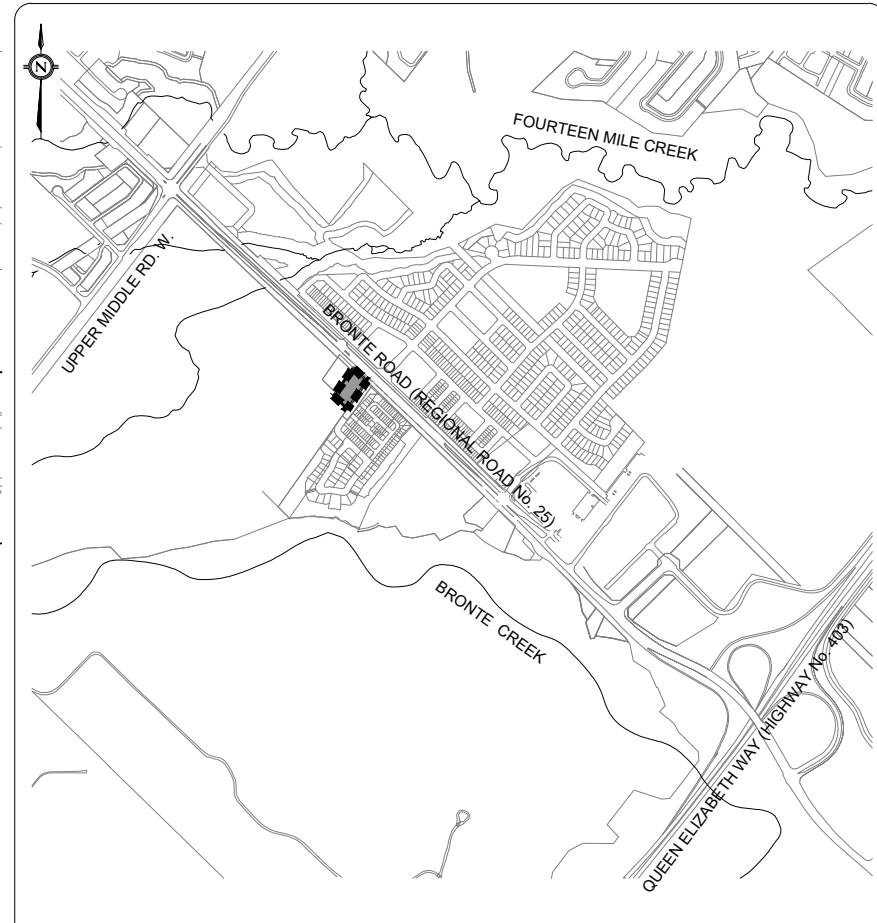 N
FOURTEEN MILE CREEK
UPPER MIDDLE RD. W.
BRONTE ROAD (REGIONAL ROAD No. 25)
BRONTE CREEK
QUEEN ELIZABETH WAY (HIGHWAY No. 403)